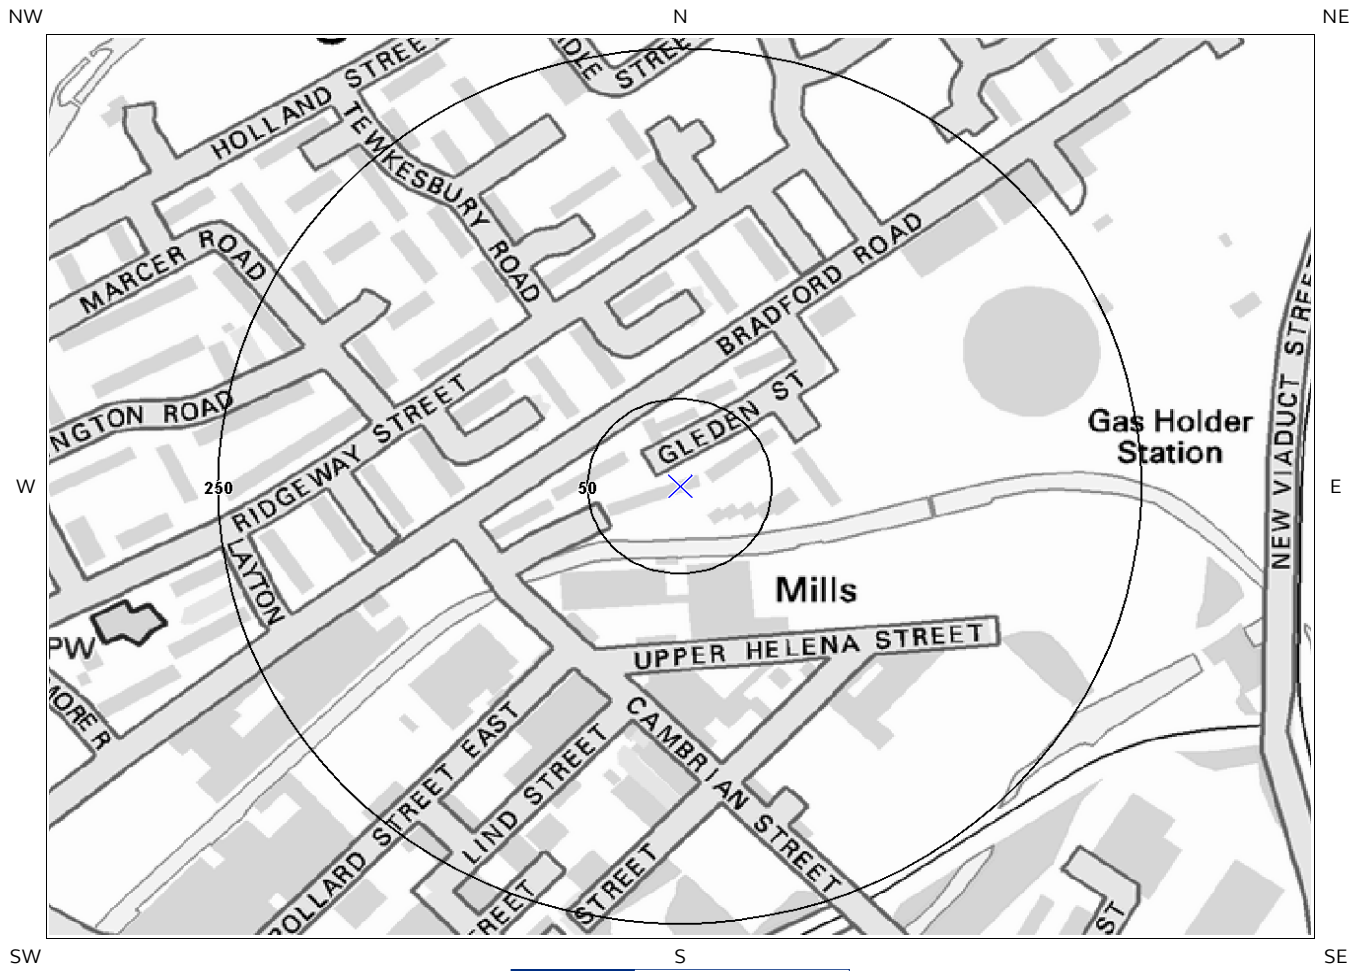 NW
N
NE
HOLLAND STREET
STREET
TEWKESBURY ROAD
MARCER ROAD
BRADFORD ROAD
NEW VIADUCT STREET
GLEDEN ST
NGTON ROAD
RIDGEWAY STREET
Gas Holder
Station
W
250
50
E
LAYTON
Mills
UPPER HELENA STREET
PW
CAMBRIAN STREET
POLLARD STREET EAST
LIND STREET
STREET
REET
ST
SW
S
SE